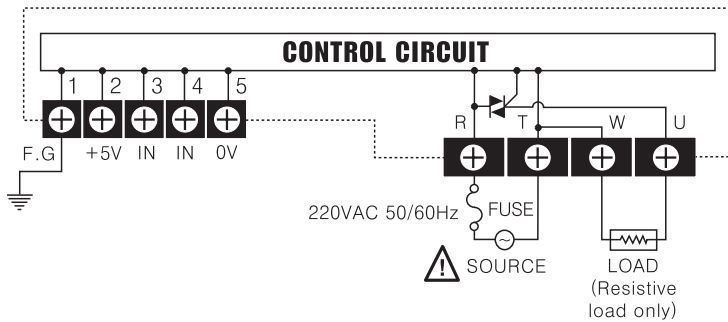 CONTROL CIRCUIT
1 2 3 4 5
R T W U
F.G +5V IN IN 0V
220VAC 50/60Hz FUSE
SOURCE
LOAD
(Resistive
load only)